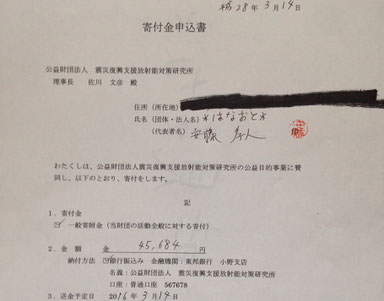 平成28年3月14日
寄付金申込書
公益財団法人 震災復興支援放射能対策研究所
理事長 佐川 文彦 殿
住所（所在地）
氏名（団体・法人名）＊はなおと＊
（代表者名）安藤
わたくしは、公益財団法人震災復興支援放射能対策研究所の公益目的事業に賛
同し、以下のとおり、寄付をします。
記
1．寄付金
☑ 一般寄附金（当財団の活動全般に対する寄付）
2．金 額 金 45,684 円
納付方法 ☑銀行振込み 金融機関：東邦銀行 小野支店
名義：公益財団法人 震災復興支援放射能対策研究所
口座：普通口座 567678
3．送金予定日 2016年3月14日